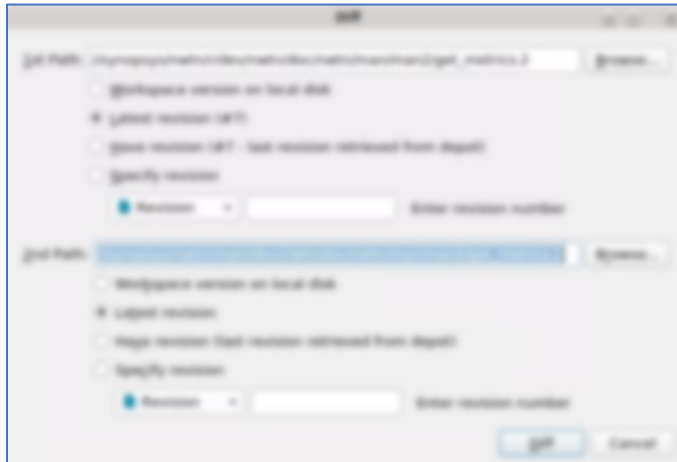 Diff
1st Path: Browse...
Workspace version on local disk
Latest revision (#7)
Have revision (#7 - last revision retrieved from depot)
Specify revision
Revision Enter revision number
2nd Path: Browse...
Workspace version on local disk
Latest revision
Have revision (last revision retrieved from depot)
Specify revision
Revision Enter revision number
Diff Cancel